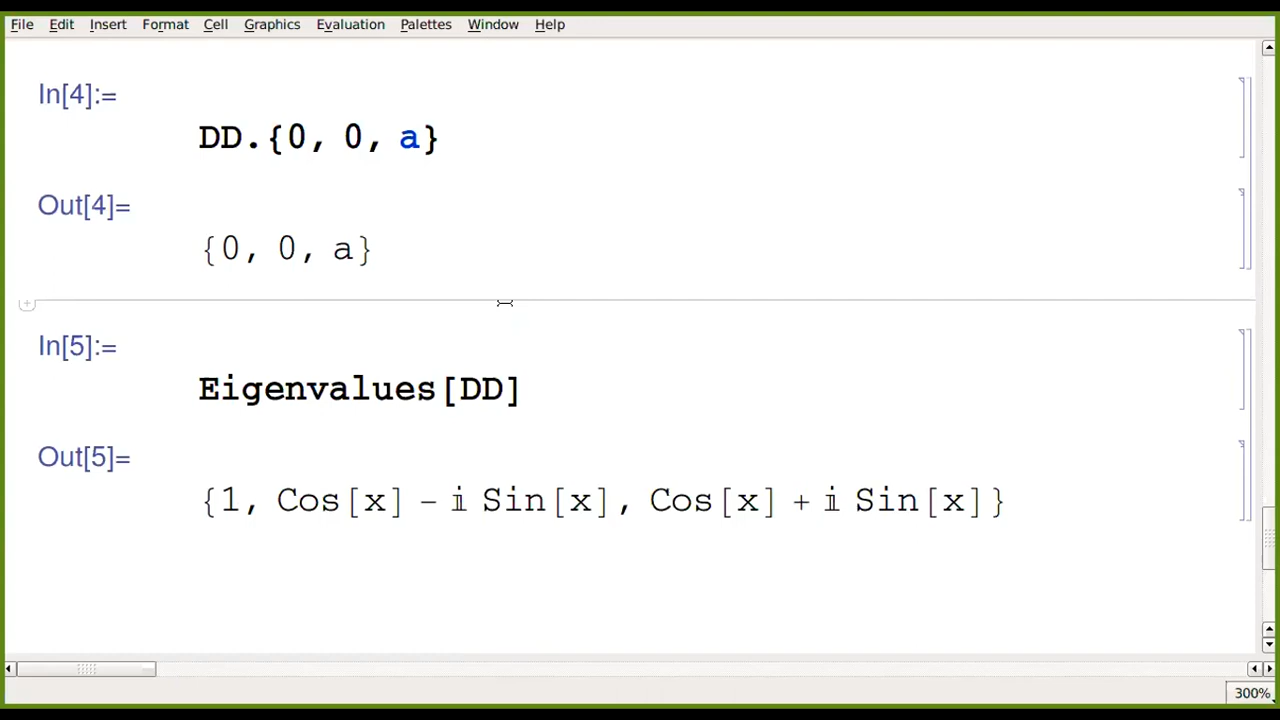 File Edit Insert Format Cell Graphics Evaluation Palettes Window Help
In[4]:=
DD.{0, 0, a}
Out[4]=
{0, 0, a}
In[5]:=
Eigenvalues[DD]
Out[5]=
{1, Cos[x] - ⅈ Sin[x], Cos[x] + ⅈ Sin[x]}
300%